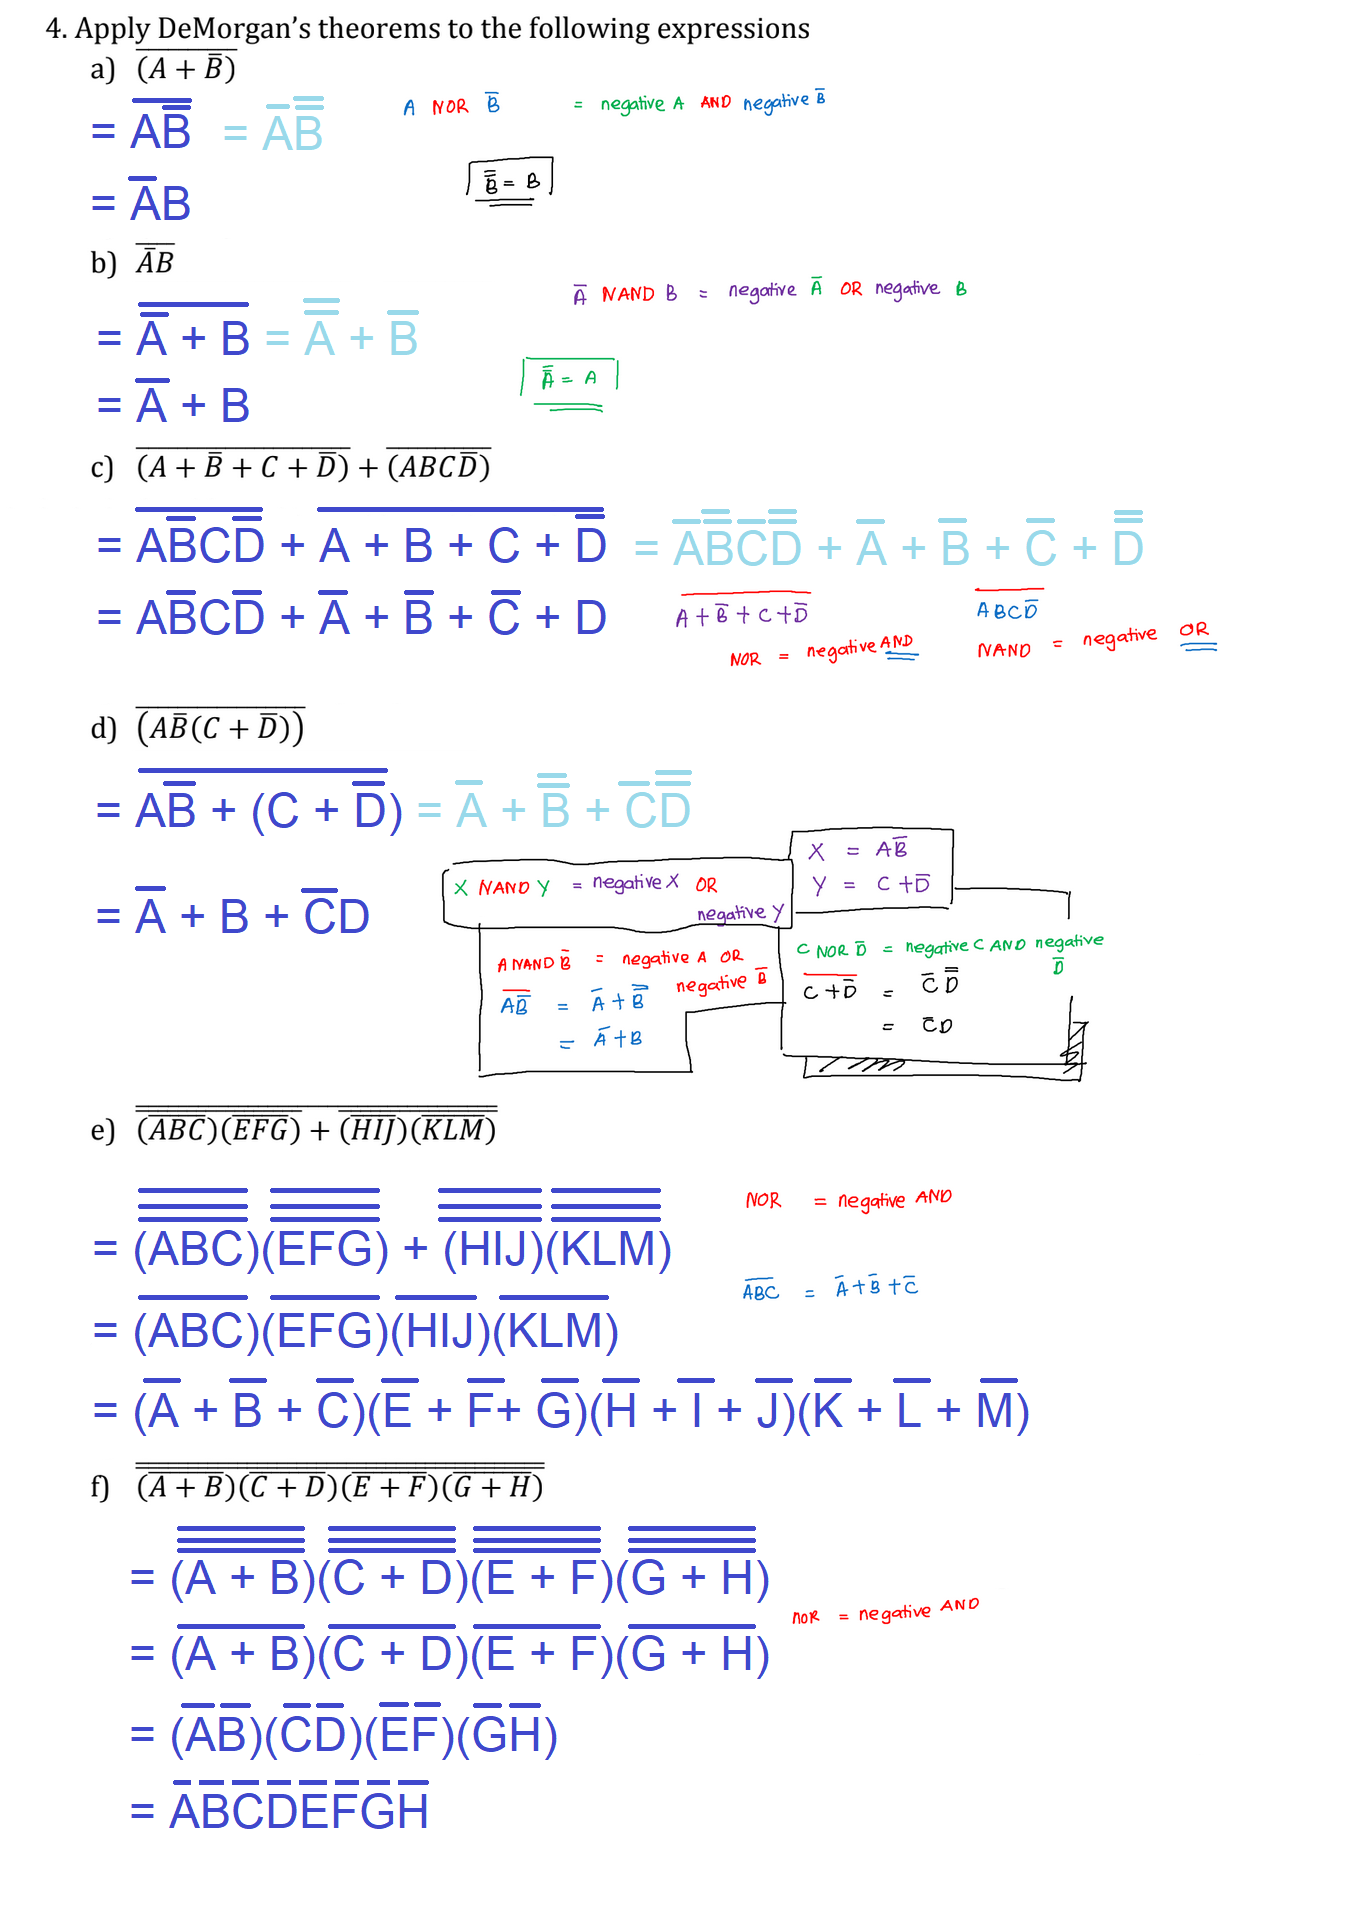 4. Apply DeMorgan's theorems to the following expressions
a) $\overline{(A + \bar{B})}$
= $\overline{A\overline{\overline{B}}}$ = $\overline{A}\,\overline{\overline{B}}$
A NOR $\overline{B}$ = negative A AND negative $\overline{B}$
$\overline{\overline{B}}$ = B
= $\overline{A}$B
b) $\overline{\bar{A}B}$
$\overline{A}$ NAND B = negative $\overline{A}$ OR negative B
= $\overline{\overline{A} + B}$ = $\overline{\overline{A}}$ + $\overline{B}$
$\overline{\overline{A}}$ = A
= $\overline{A}$ + B
c) $\overline{(A + \bar{B} + C + \bar{D})} + \overline{(ABC\bar{D})}$
= $\overline{A\overline{B}C\overline{D}}$ + $\overline{A + B + C + \overline{D}}$ = $\overline{A}\,\overline{\overline{B}}\,\overline{C}\,\overline{\overline{D}}$ + $\overline{A}$ + $\overline{B}$ + $\overline{C}$ + $\overline{\overline{D}}$
= A$\overline{B}$C$\overline{D}$ + $\overline{A}$ + $\overline{B}$ + $\overline{C}$ + D
$\overline{A + \overline{B} + C + \overline{D}}$
$\overline{ABC\overline{D}}$
NOR = negative AND
NAND = negative OR
d) $\overline{(A\bar{B}(C + \bar{D}))}$
= $\overline{A\overline{B} + (C + \overline{D})}$ = $\overline{A}$ + $\overline{\overline{B}}$ + $\overline{C}\,\overline{\overline{D}}$
X = A$\overline{B}$
Y = C + $\overline{D}$
X NAND Y = negative X OR
negative Y
= $\overline{A}$ + B + $\overline{C}$D
A NAND $\overline{B}$ = negative A OR
negative $\overline{B}$
$\overline{A\overline{B}}$ = $\overline{A}$ + $\overline{\overline{B}}$
= $\overline{A}$ + B
C NOR $\overline{D}$ = negative C AND negative
$\overline{D}$
$\overline{C + \overline{D}}$ = $\overline{C}\,\overline{\overline{D}}$
= $\overline{C}$D
e) $\overline{\overline{\overline{(\overline{ABC})(\overline{EFG})} + \overline{(\overline{HIJ})(\overline{KLM})}}}$
= $\overline{\overline{\overline{(ABC)}}}\,\overline{\overline{\overline{(EFG)}}}$ + $\overline{\overline{\overline{(HIJ)}}}\,\overline{\overline{\overline{(KLM)}}}$
NOR = negative AND
$\overline{ABC}$ = $\overline{A}$ + $\overline{B}$ + $\overline{C}$
= $\overline{(ABC)}\,\overline{(EFG)}\,\overline{(HIJ)}\,\overline{(KLM)}$
= ($\overline{A}$ + $\overline{B}$ + $\overline{C}$)($\overline{E}$ + $\overline{F}$+ $\overline{G}$)($\overline{H}$ + $\overline{I}$ + $\overline{J}$)($\overline{K}$ + $\overline{L}$ + $\overline{M}$)
f) $\overline{\overline{(\overline{A + B})(\overline{C + D})(\overline{E + F})(\overline{G + H})}}$
= $\overline{\overline{\overline{(A + B)}}}\,\overline{\overline{\overline{(C + D)}}}\,\overline{\overline{\overline{(E + F)}}}\,\overline{\overline{\overline{(G + H)}}}$
nOR = negative AND
= $\overline{(A + B)}\,\overline{(C + D)}\,\overline{(E + F)}\,\overline{(G + H)}$
= ($\overline{A}\,\overline{B}$)($\overline{C}\,\overline{D}$)($\overline{E}\,\overline{F}$)($\overline{G}\,\overline{H}$)
= $\overline{A}\,\overline{B}\,\overline{C}\,\overline{D}\,\overline{E}\,\overline{F}\,\overline{G}\,\overline{H}$